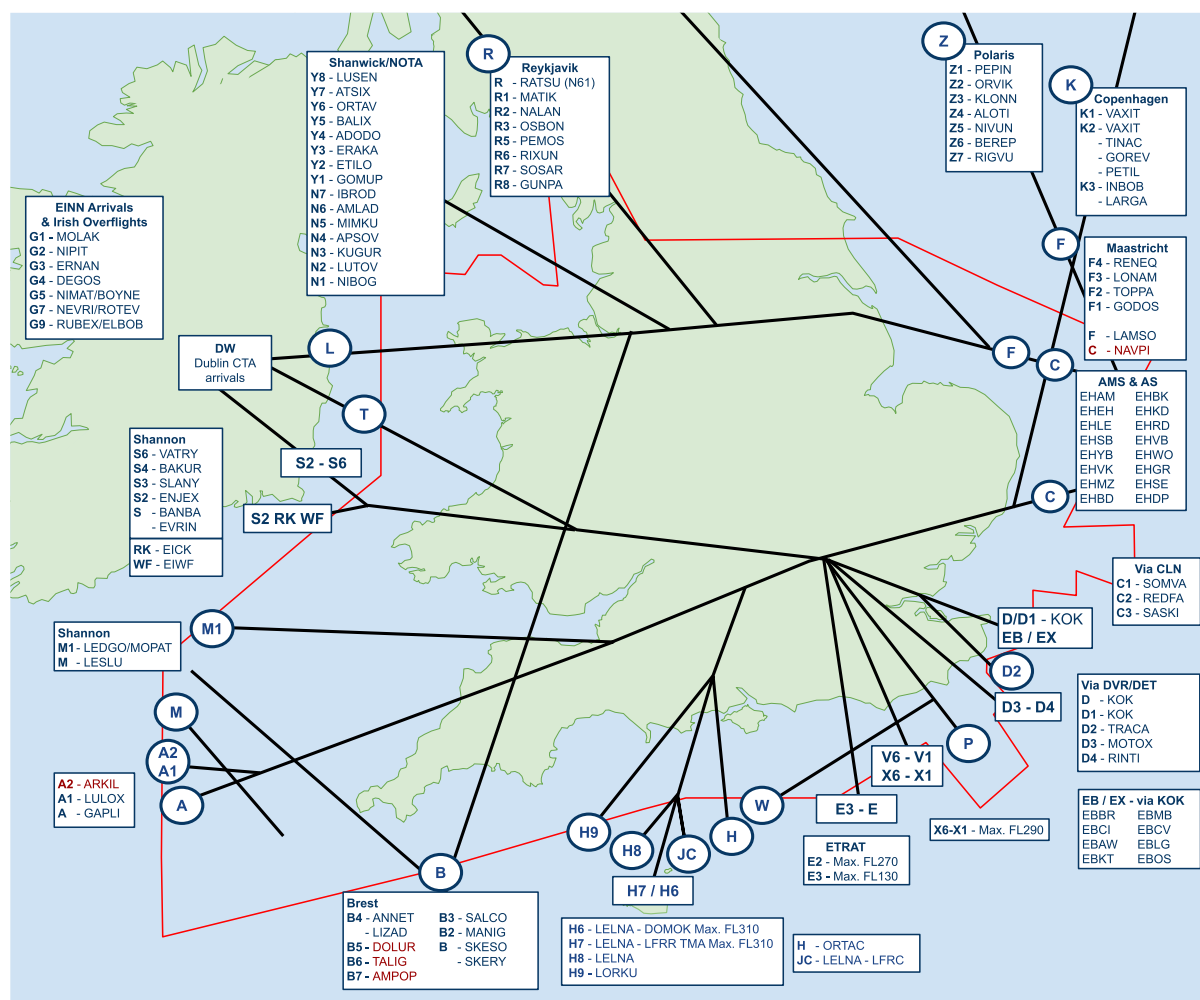 Z
R
K
Shanwick/NOTA
Y8 - LUSEN
Y7 - ATSIX
Y6 - ORTAV
Y5 - BALIX
Y4 - ADODO
Y3 - ERAKA
Y2 - ETILO
Y1 - GOMUP
N7 - IBROD
N6 - AMLAD
N5 - MIMKU
N4 - APSOV
N3 - KUGUR
N2 - LUTOV
N1 - NIBOG
Reykjavik
R - RATSU (N61)
R1 - MATIK
R2 - NALAN
R3 - OSBON
R5 - PEMOS
R6 - RIXUN
R7 - SOSAR
R8 - GUNPA
Polaris
Z1 - PEPIN
Z2 - ORVIK
Z3 - KLONN
Z4 - ALOTI
Z5 - NIVUN
Z6 - BEREP
Z7 - RIGVU
Copenhagen
K1 - VAXIT
K2 - VAXIT
- TINAC
- GOREV
- PETIL
K3 - INBOB
- LARGA
EINN Arrivals
& Irish Overflights
G1 - MOLAK
G2 - NIPIT
G3 - ERNAN
G4 - DEGOS
G5 - NIMAT/BOYNE
G7 - NEVRI/ROTEV
G9 - RUBEX/ELBOB
F
Maastricht
F4 - RENEQ
F3 - LONAM
F2 - TOPPA
F1 - GODOS
F - LAMSO
C - NAVPI
DW
Dublin CTA
arrivals
L
F
C
T
AMS & AS
EHAM EHBK
EHEH EHKD
EHLE EHRD
EHSB EHVB
EHYB EHWO
EHVK EHGR
EHMZ EHSE
EHBD EHDP
Shannon
S6 - VATRY
S4 - BAKUR
S3 - SLANY
S2 - ENJEX
S - BANBA
- EVRIN
RK - EICK
WF - EIWF
S2 - S6
S2 RK WF
C
Via CLN
C1 - SOMVA
C2 - REDFA
C3 - SASKI
Shannon
M1- LEDGO/MOPAT
M - LESLU
M1
D/D1 - KOK
EB / EX
D2
D3 - D4
Via DVR/DET
D - KOK
D1 - KOK
D2 - TRACA
D3 - MOTOX
D4 - RINTI
M
A2
A1
A
A2 - ARKIL
A1 - LULOX
A - GAPLI
P
V6 - V1
X6 - X1
W
E3 - E
H9
H8
JC
H
B
H7 / H6
X6-X1 - Max. FL290
EB / EX - via KOK
EBBR EBMB
EBCI EBCV
EBAW EBLG
EBKT EBOS
ETRAT
E2 - Max. FL270
E3 - Max. FL130
Brest
B4 - ANNET B3 - SALCO
- LIZAD B2 - MANIG
B5 - DOLUR B - SKESO
B6 - TALIG - SKERY
B7 - AMPOP
H6 - LELNA - DOMOK Max. FL310
H7 - LELNA - LFRR TMA Max. FL310
H8 - LELNA
H9 - LORKU
H - ORTAC
JC - LELNA - LFRC